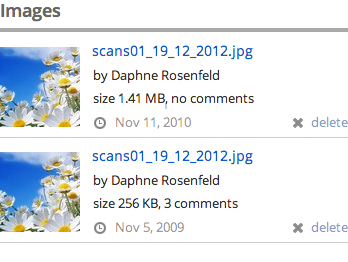 Images
scans01_19_12_2012.jpg
by Daphne Rosenfeld
size 1.41 MB, no comments
Nov 11, 2010 delete
scans01_19_12_2012.jpg
by Daphne Rosenfeld
size 256 KB, 3 comments
Nov 5, 2009 delete